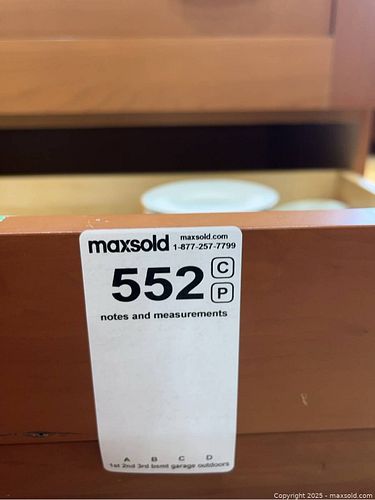 maxsold maxsold.com
1-877-257-7799
552 C
P
notes and measurements
A B C D
1st 2nd 3rd bsmt garage outdoors
Copyright 2025 - maxsold.com